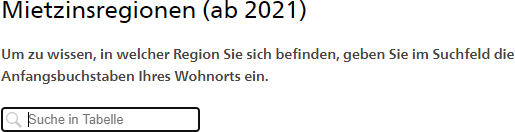 Mietzinsregionen (ab 2021)
Um zu wissen, in welcher Region Sie sich befinden, geben Sie im Suchfeld die
Anfangsbuchstaben Ihres Wohnorts ein.
Suche in Tabelle